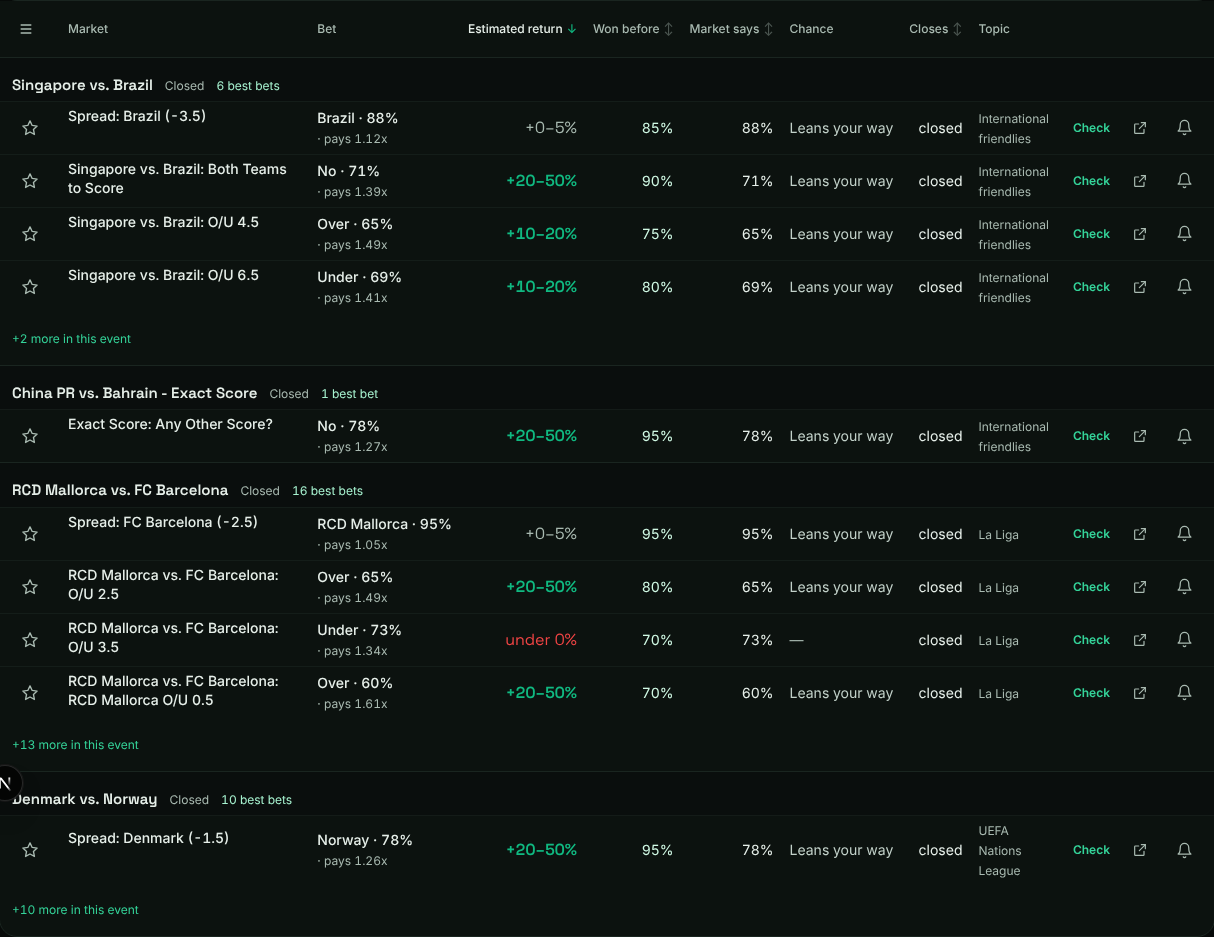 Market Bet Estimated return ↓ Won before Market says Chance Closes Topic
Singapore vs. Brazil Closed 6 best bets
Spread: Brazil (-3.5)
Brazil · 88%
· pays 1.12x
+0–5% 85% 88% Leans your way closed
International
friendlies
Check
Singapore vs. Brazil: Both Teams
to Score
No · 71%
· pays 1.39x
+20–50% 90% 71% Leans your way closed
International
friendlies
Check
Singapore vs. Brazil: O/U 4.5
Over · 65%
· pays 1.49x
+10–20% 75% 65% Leans your way closed
International
friendlies
Check
Singapore vs. Brazil: O/U 6.5
Under · 69%
· pays 1.41x
+10–20% 80% 69% Leans your way closed
International
friendlies
Check
+2 more in this event
China PR vs. Bahrain - Exact Score Closed 1 best bet
Exact Score: Any Other Score?
No · 78%
· pays 1.27x
+20–50% 95% 78% Leans your way closed
International
friendlies
Check
RCD Mallorca vs. FC Barcelona Closed 16 best bets
Spread: FC Barcelona (-2.5)
RCD Mallorca · 95%
· pays 1.05x
+0–5% 95% 95% Leans your way closed La Liga Check
RCD Mallorca vs. FC Barcelona:
O/U 2.5
Over · 65%
· pays 1.49x
+20–50% 80% 65% Leans your way closed La Liga Check
RCD Mallorca vs. FC Barcelona:
O/U 3.5
Under · 73%
· pays 1.34x
under 0% 70% 73% — closed La Liga Check
RCD Mallorca vs. FC Barcelona:
RCD Mallorca O/U 0.5
Over · 60%
· pays 1.61x
+20–50% 70% 60% Leans your way closed La Liga Check
+13 more in this event
N
Denmark vs. Norway Closed 10 best bets
Spread: Denmark (-1.5)
Norway · 78%
· pays 1.26x
+20–50% 95% 78% Leans your way closed
UEFA
Nations
League
Check
+10 more in this event